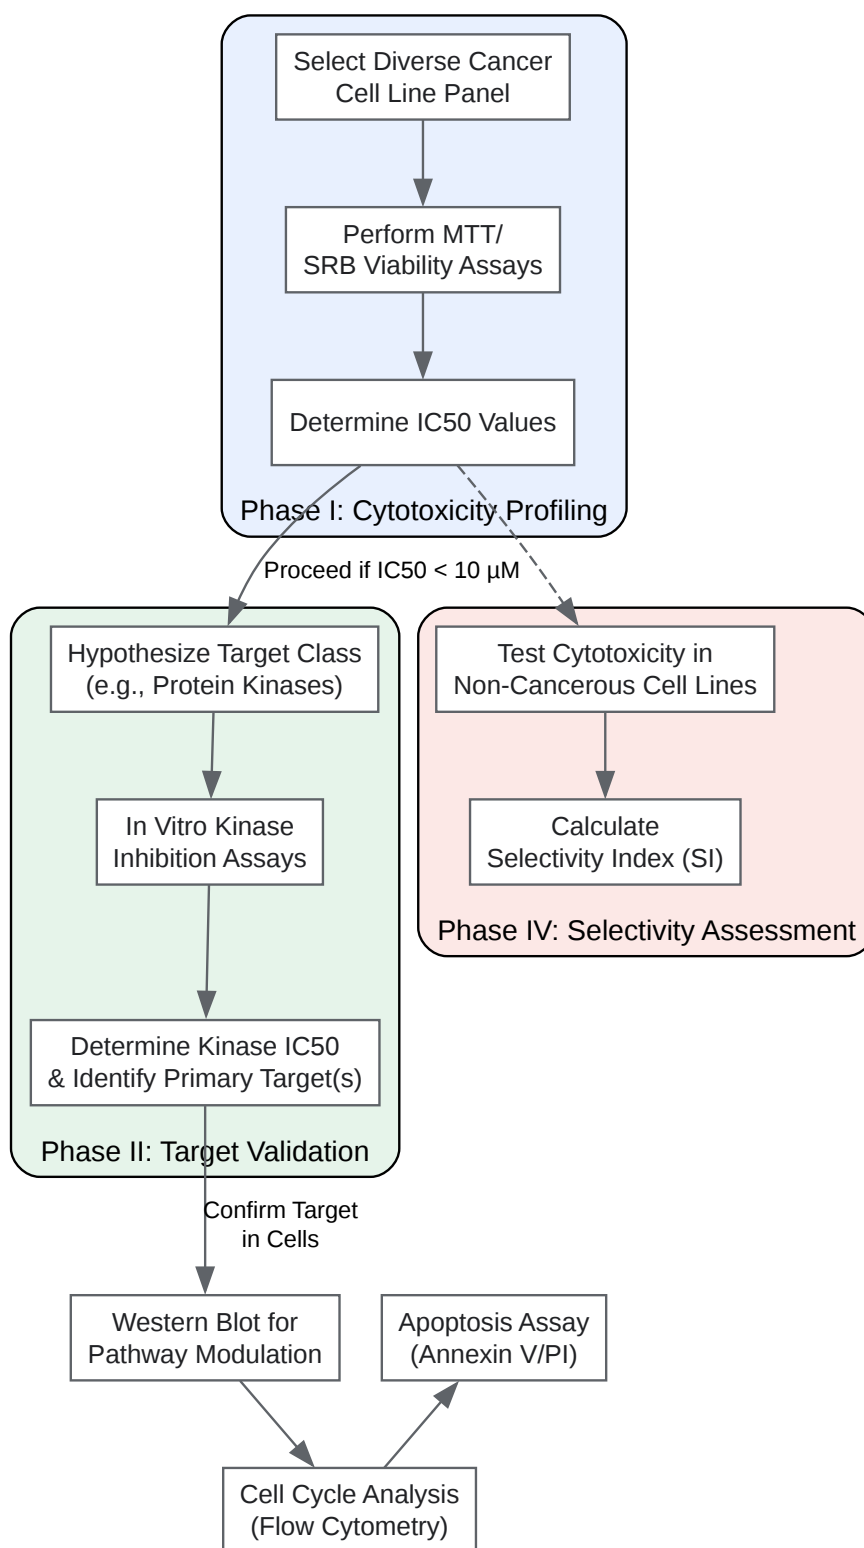 Select Diverse Cancer
Cell Line Panel
Perform MTT/
SRB Viability Assays
Determine IC50 Values
Phase I: Cytotoxicity Profiling
Proceed if IC50 < 10 µM
Hypothesize Target Class
(e.g., Protein Kinases)
In Vitro Kinase
Inhibition Assays
Determine Kinase IC50
& Identify Primary Target(s)
Phase II: Target Validation
Test Cytotoxicity in
Non-Cancerous Cell Lines
Calculate
Selectivity Index (SI)
Phase IV: Selectivity Assessment
Confirm Target
in Cells
Western Blot for
Pathway Modulation
Apoptosis Assay
(Annexin V/PI)
Cell Cycle Analysis
(Flow Cytometry)